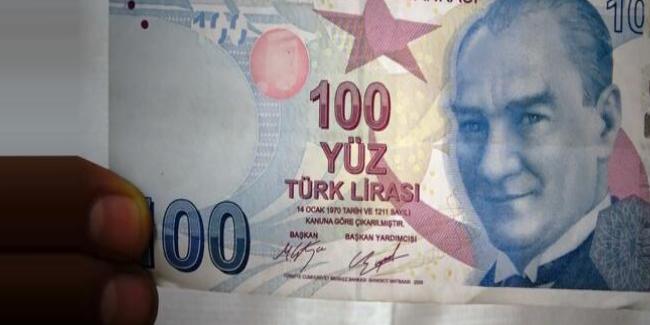 10
100
YÜZ
TÜRK LİRASI
14 OCAK 1970 TARİH VE 1211 SAYILI
KANUNA GÖRE ÇIKARILMIŞTIR.
BAŞKAN BAŞKAN YARDIMCISI
100